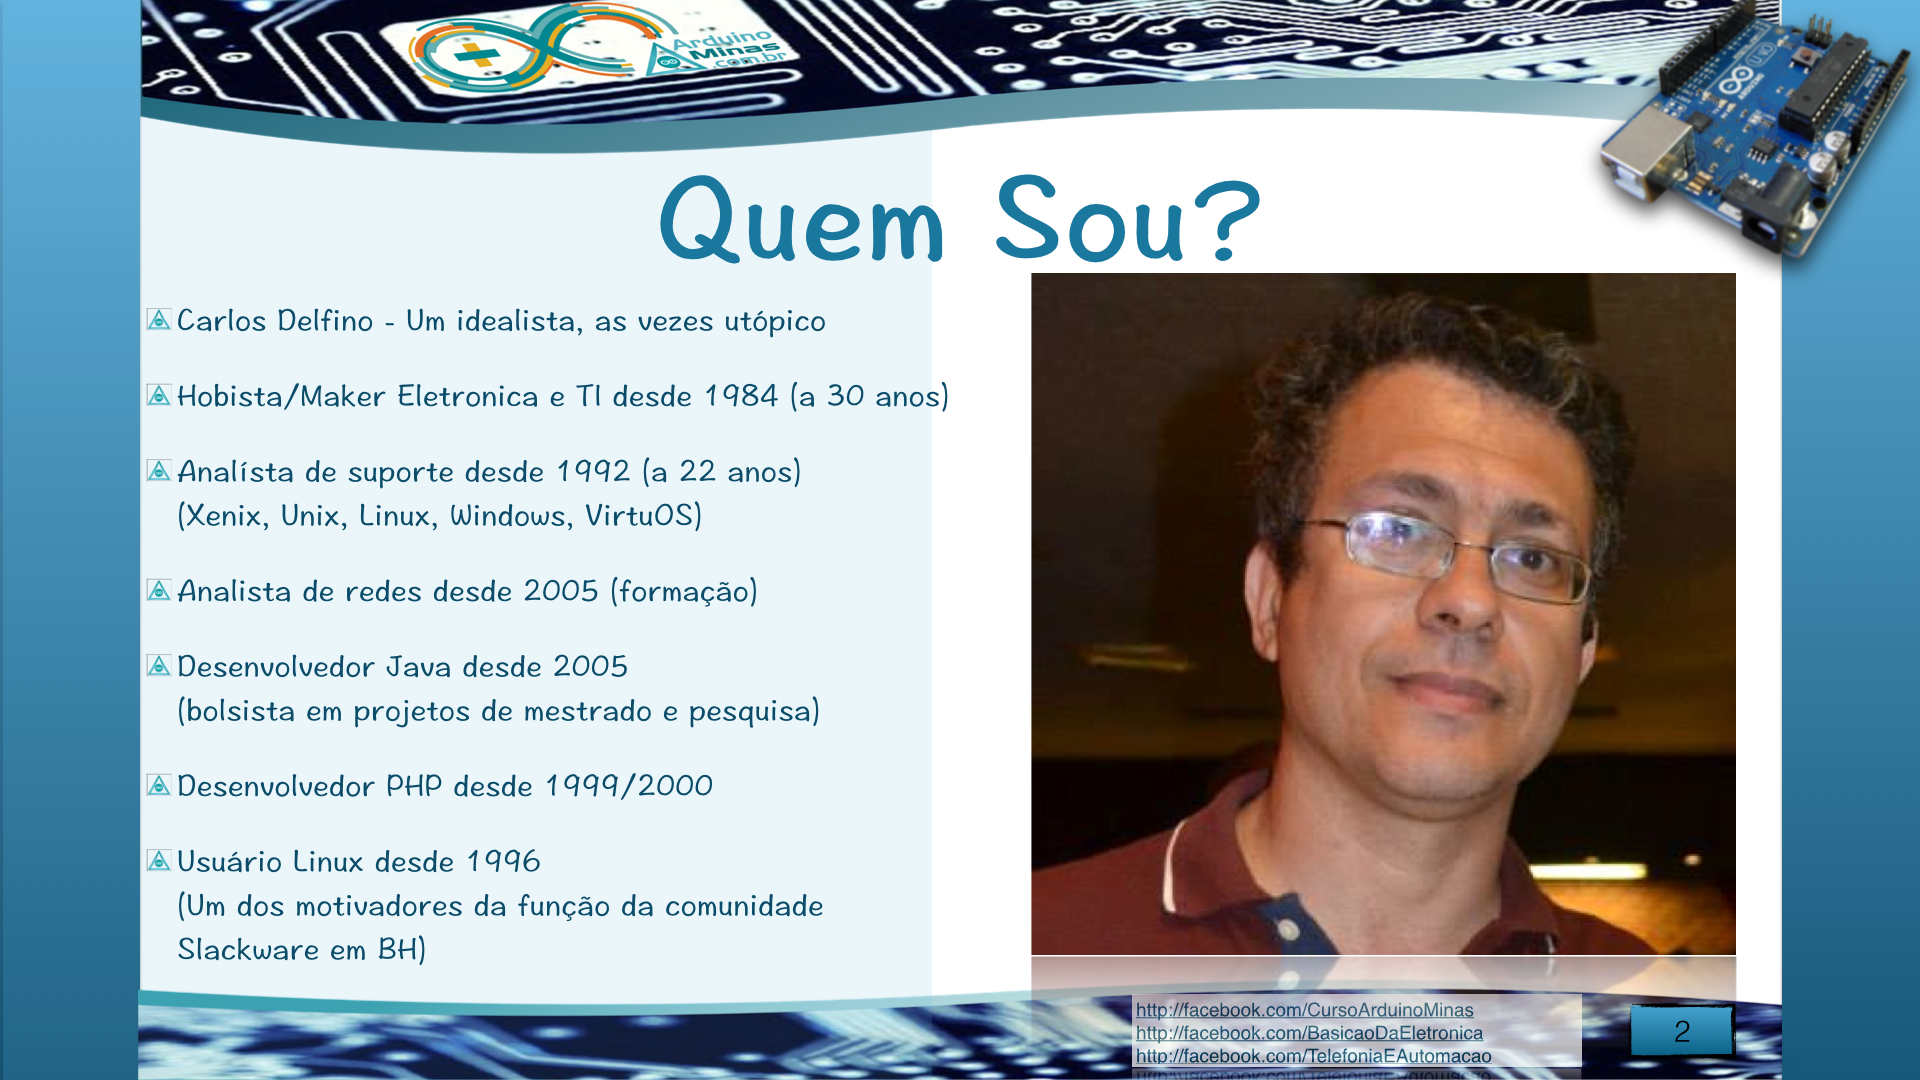 Arduino
Minas
.com.br
Quem Sou?
Carlos Delfino - Um idealista, as vezes utópico
Hobista/Maker Eletronica e TI desde 1984 (a 30 anos)
Analísta de suporte desde 1992 (a 22 anos)
(Xenix, Unix, Linux, Windows, VirtuOS)
Analista de redes desde 2005 (formação)
Desenvolvedor Java desde 2005
(bolsista em projetos de mestrado e pesquisa)
Desenvolvedor PHP desde 1999/2000
Usuário Linux desde 1996
(Um dos motivadores da função da comunidade
Slackware em BH)
http://facebook.com/CursoArduinoMinas
http://facebook.com/BasicaoDaEletronica
http://facebook.com/TelefoniaEAutomacao
2